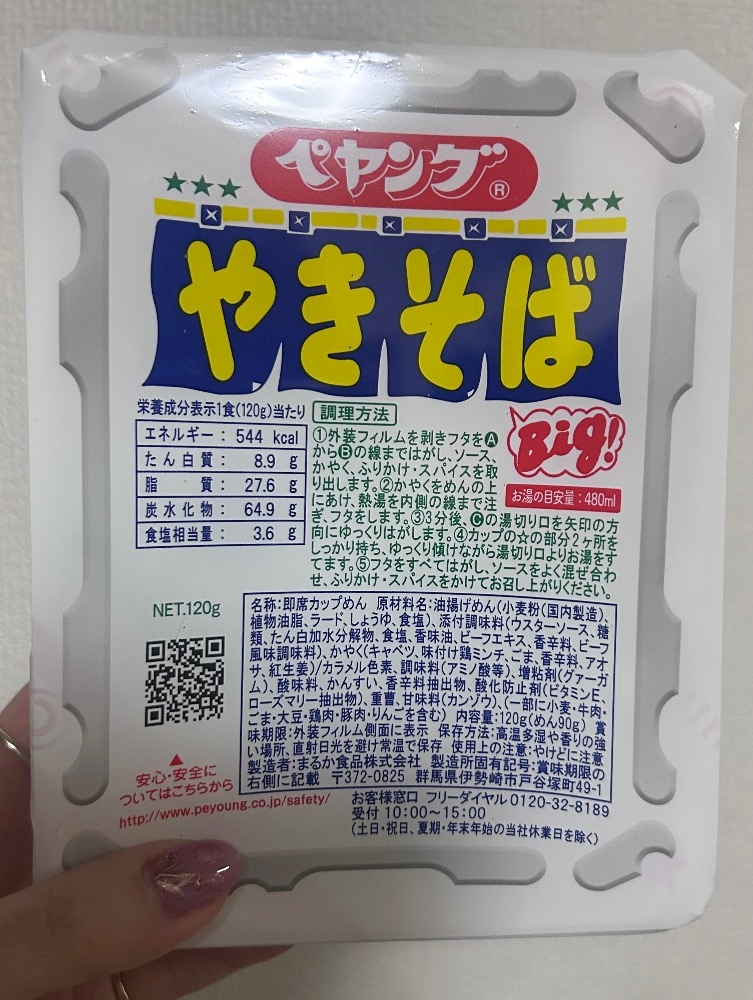 ペヤング®
★★★
★★★
やきそば
栄養成分表示1食(120g)当たり
エネルギー: 544 kcal
たん白質: 8.9 g
脂質: 27.6 g
炭水化物: 64.9 g
食塩相当量: 3.6 g
調理方法
①外装フィルムを剥きフタをⒶ
からⒷの線まではがし、ソース、
かやく、ふりかけ・スパイスを取
り出します。②かやくをめんの上
にあけ、熱湯を内側の線まで注
ぎ、フタをします。③3分後、Ⓒの湯切り口を矢印の方
向にゆっくりはがします。④カップの☆の部分2ヶ所を
しっかり持ち、ゆっくり傾けながら湯切り口よりお湯をす
てます。⑤フタをすべてはがし、ソースをよく混ぜ合わ
せ、ふりかけ・スパイスをかけてお召し上がりください。
Big!
お湯の目安量:480ml
NET.120g
名称:即席カップめん 原材料名:油揚げめん(小麦粉(国内製造)、
植物油脂、ラード、しょうゆ、食塩)、添付調味料(ウスターソース、糖
類、たん白加水分解物、食塩、香味油、ビーフエキス、香辛料、ビーフ
風味調味料)、かやく(キャベツ、味付け鶏ミンチ、ごま、香辛料、アオ
サ、紅生姜)/カラメル色素、調味料(アミノ酸等)、増粘剤(グァーガ
ム)、酸味料、かんすい、香辛料抽出物、酸化防止剤(ビタミンE、
ローズマリー抽出物)、重曹、甘味料(カンゾウ)、(一部に小麦・牛肉・
ごま・大豆・鶏肉・豚肉・りんごを含む) 内容量:120g(めん90g) 賞
味期限:外装フィルム側面に表示 保存方法:高温多湿や香りの強
い場所、直射日光を避け常温で保存 使用上の注意:やけどに注意
製造者:まるか食品株式会社 製造所固有記号:賞味期限の
右側に記載 〒372-0825 群馬県伊勢崎市戸谷塚町49-1
▲
安心・安全に
ついてはこちらから
http://www.peyoung.co.jp/safety/
お客様窓口 フリーダイヤル0120-32-8189
受付 10:00~15:00
(土日・祝日、夏期・年末年始の当社休業日を除く)